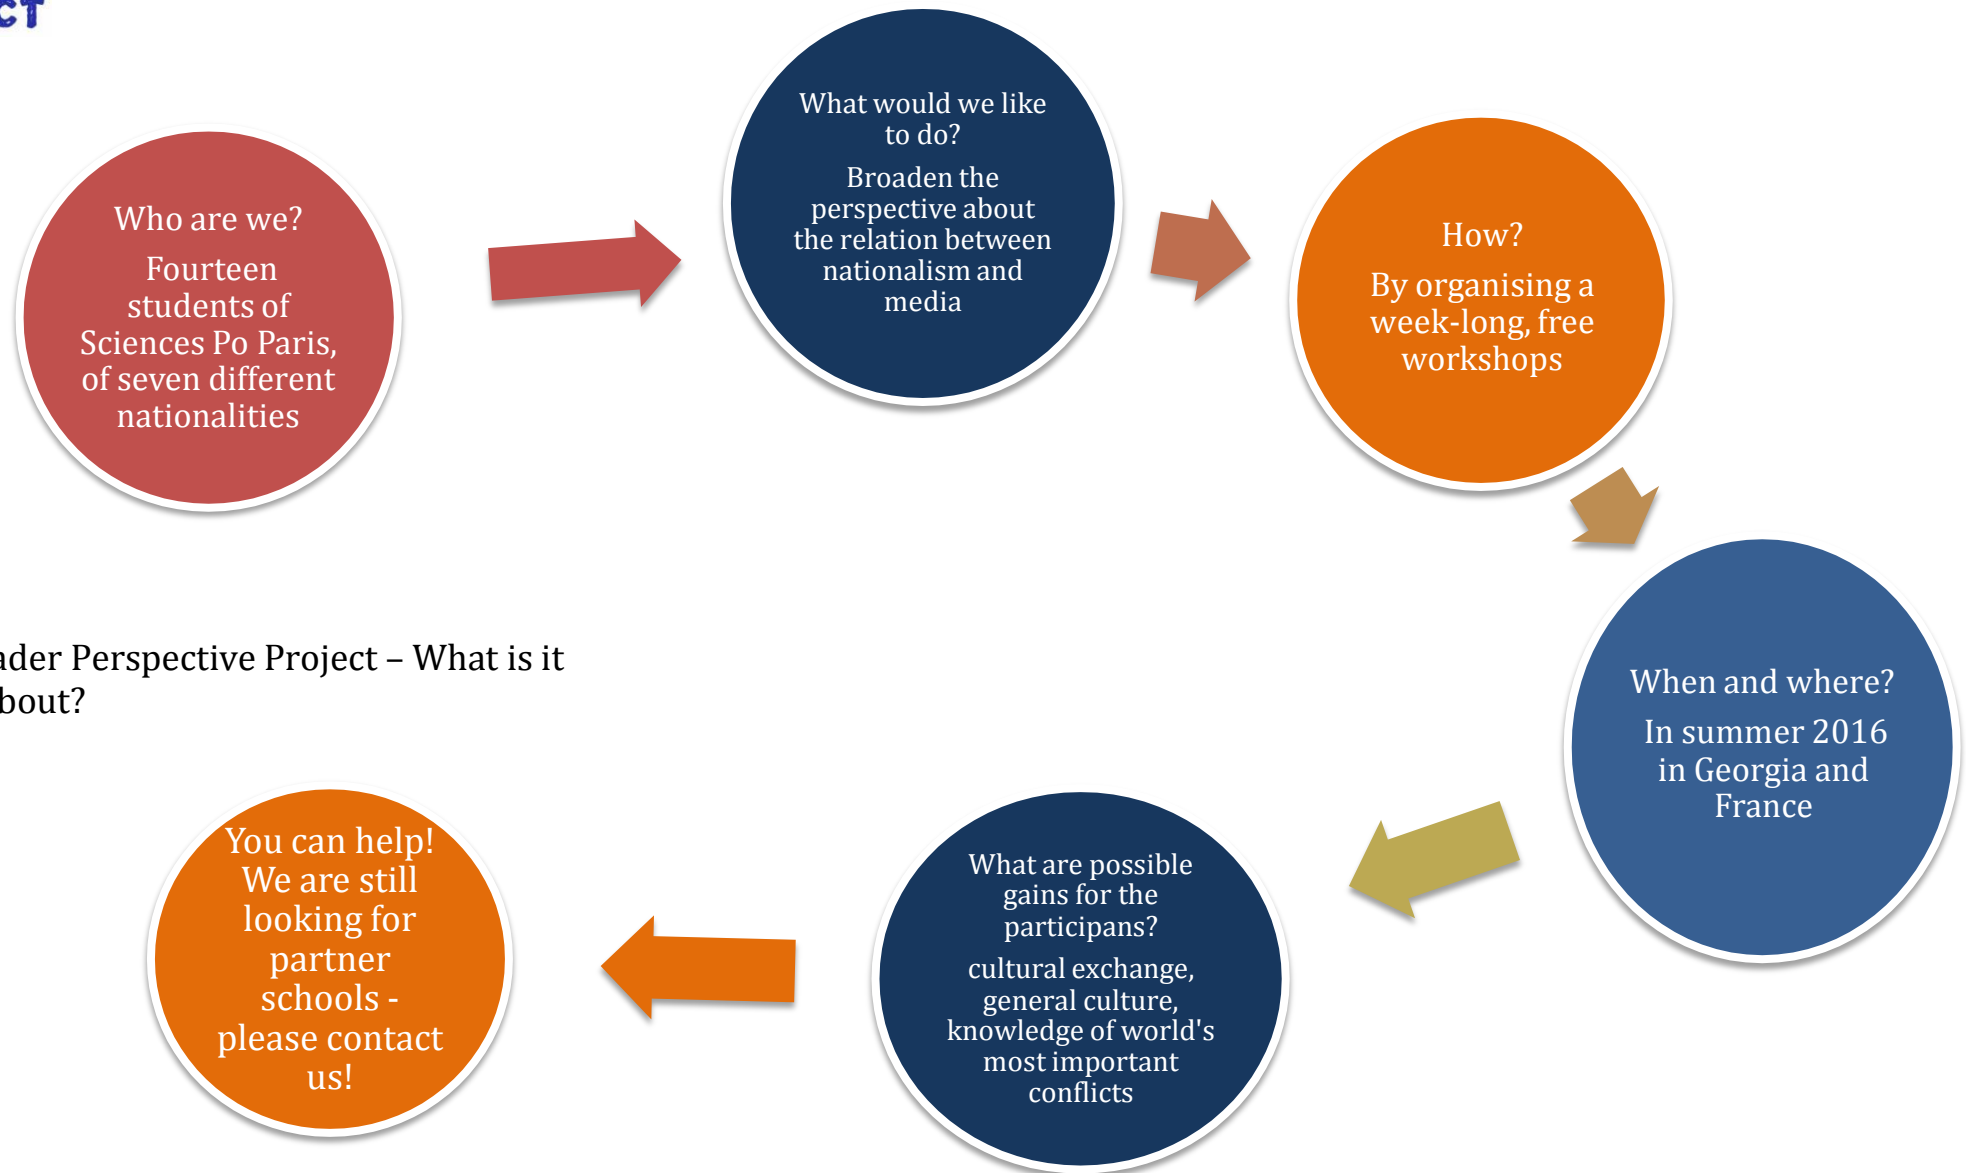 CT
Who are we?
Fourteen
students of
Sciences Po Paris,
of seven different
nationalities
What would we like
to do?
Broaden the
perspective about
the relation between
nationalism and
media
How?
By organising a
week-long, free
workshops
When and where?
In summer 2016
in Georgia and
France
What are possible
gains for the
participans?
cultural exchange,
general culture,
knowledge of world's
most important
conflicts
You can help!
We are still
looking for
partner
schools -
please contact
us!
ader Perspective Project – What is it
bout?